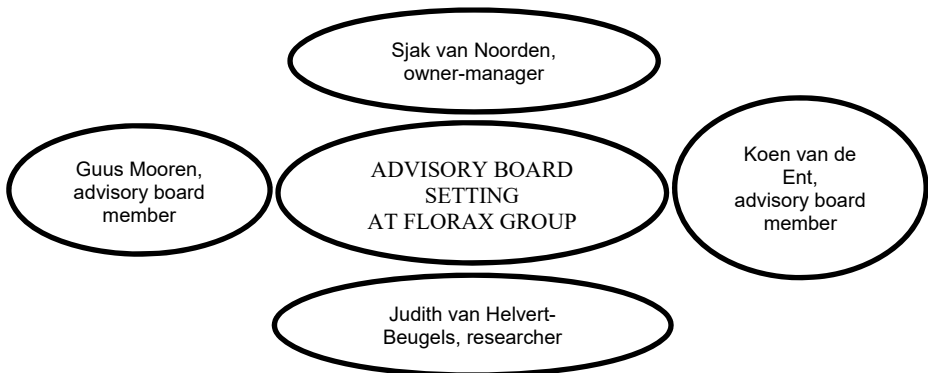 Sjak van Noorden,
owner-manager
Guus Mooren,
advisory board
member
ADVISORY BOARD
SETTING
AT FLORAX GROUP
Koen van de
Ent,
advisory board
member
Judith van Helvert-
Beugels, researcher